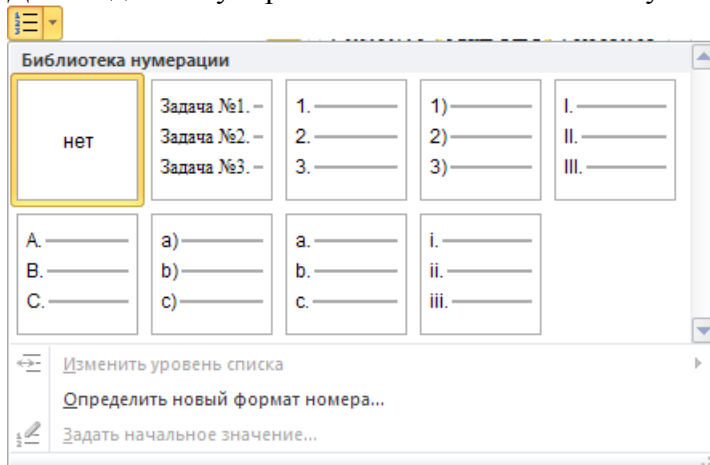 Библиотека нумерации
нет
Задача №1.
Задача №2.
Задача №3.
1.
2.
3.
1)
2)
3)
I.
II.
III.
A.
B.
C.
a)
b)
c)
a.
b.
c.
i.
ii.
iii.
Изменить уровень списка
Определить новый формат номера...
Задать начальное значение...